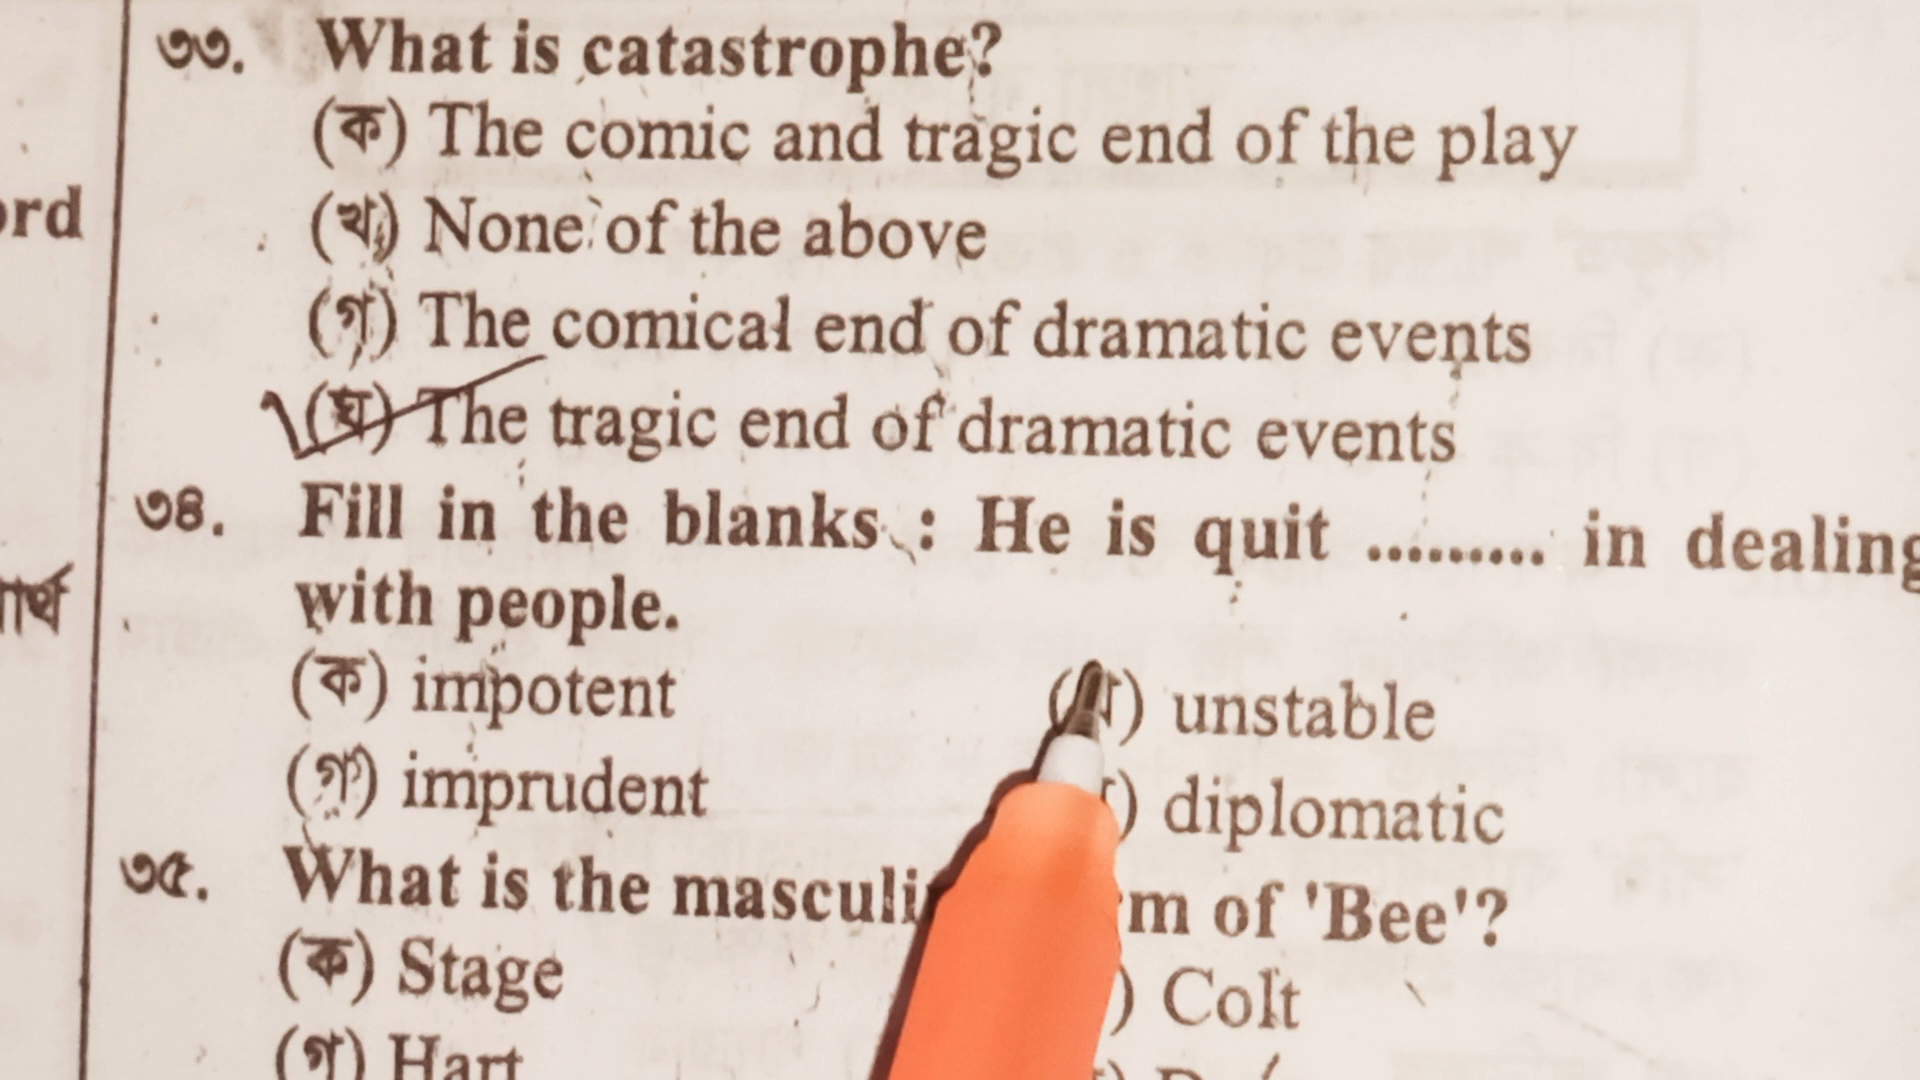 ৩৩. What is catastrophe?
(ক) The comic and tragic end of the play
(খ) None of the above
(গ) The comical end of dramatic events
(ঘ) The tragic end of dramatic events
৩৪. Fill in the blanks : He is quit ......... in dealing
with people.
(ক) impotent unstable
(গ) imprudent diplomatic
৩৫. What is the of 'Bee'?
(ক) Stage Colt
(গ) Hart